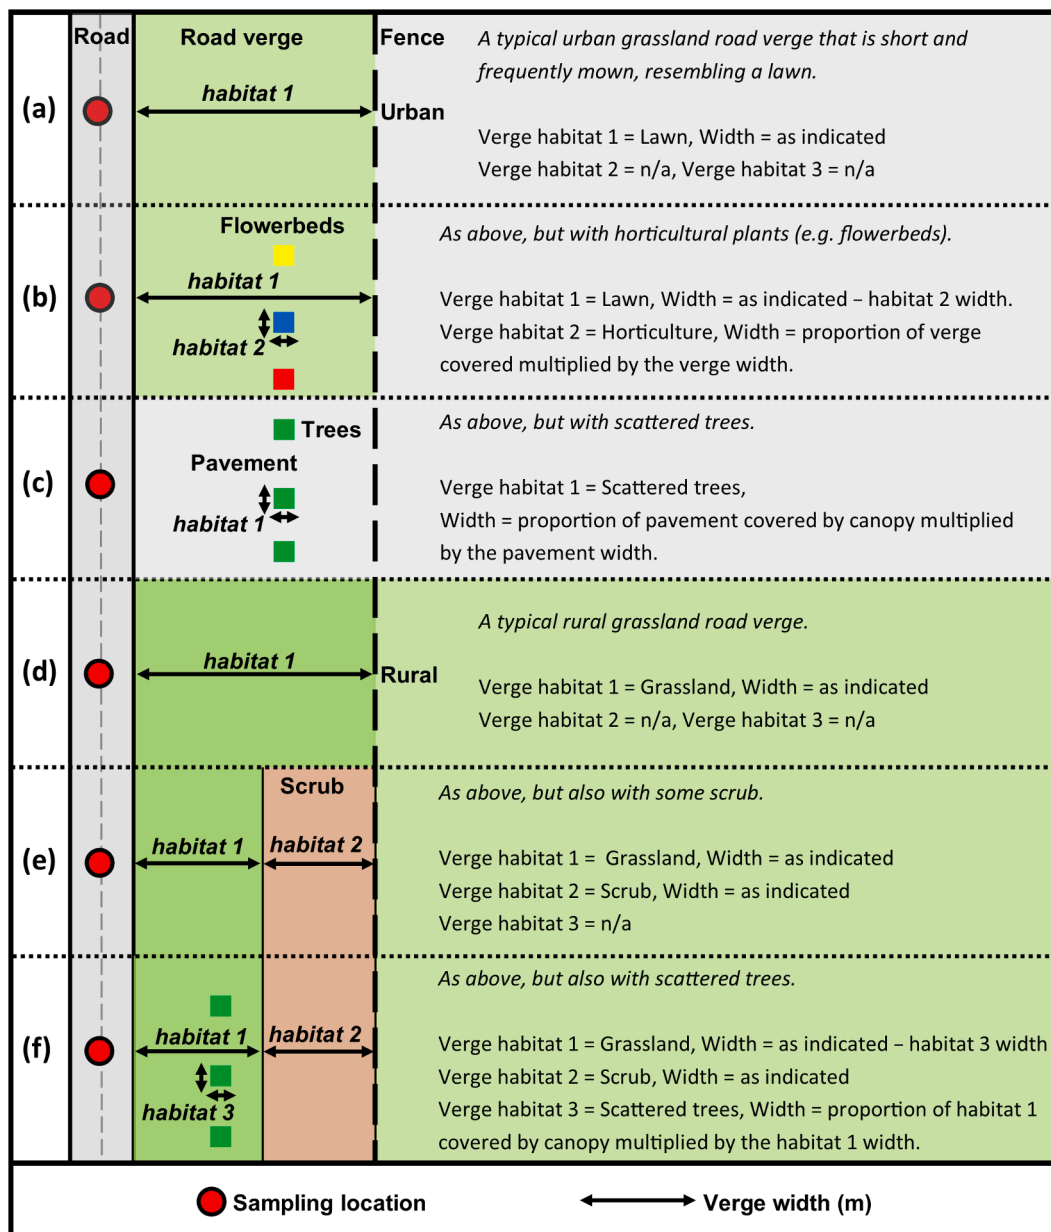 Road
Road verge
Fence
A typical urban grassland road verge that is short and
frequently mown, resembling a lawn.
(a)
habitat 1
Urban
Verge habitat 1 = Lawn, Width = as indicated
Verge habitat 2 = n/a, Verge habitat 3 = n/a
Flowerbeds
As above, but with horticultural plants (e.g. flowerbeds).
(b)
habitat 1
habitat 2
Verge habitat 1 = Lawn, Width = as indicated – habitat 2 width.
Verge habitat 2 = Horticulture, Width = proportion of verge
covered multiplied by the verge width.
Trees
As above, but with scattered trees.
Pavement
(c)
habitat 1
Verge habitat 1 = Scattered trees,
Width = proportion of pavement covered by canopy multiplied
by the pavement width.
A typical rural grassland road verge.
(d)
habitat 1
Rural
Verge habitat 1 = Grassland, Width = as indicated
Verge habitat 2 = n/a, Verge habitat 3 = n/a
Scrub
As above, but also with some scrub.
(e)
habitat 1
habitat 2
Verge habitat 1 =  Grassland, Width = as indicated
Verge habitat 2 = Scrub, Width = as indicated
Verge habitat 3 = n/a
As above, but also with scattered trees.
(f)
habitat 1
habitat 2
habitat 3
Verge habitat 1 = Grassland, Width = as indicated – habitat 3 width
Verge habitat 2 = Scrub, Width = as indicated
Verge habitat 3 = Scattered trees, Width = proportion of habitat 1
covered by canopy multiplied by the habitat 1 width.
Sampling location
Verge width (m)